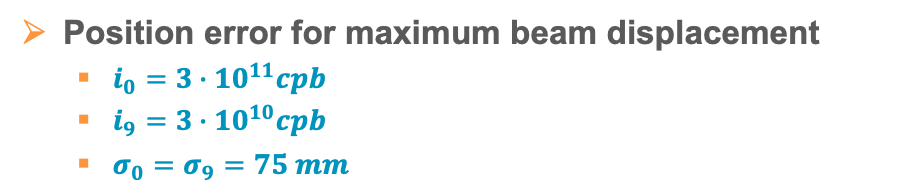 ➢ Position error for maximum beam displacement
▪ i₀ = 3 · 10¹¹cpb
▪ i₉ = 3 · 10¹⁰cpb
▪ σ₀ = σ₉ = 75 mm